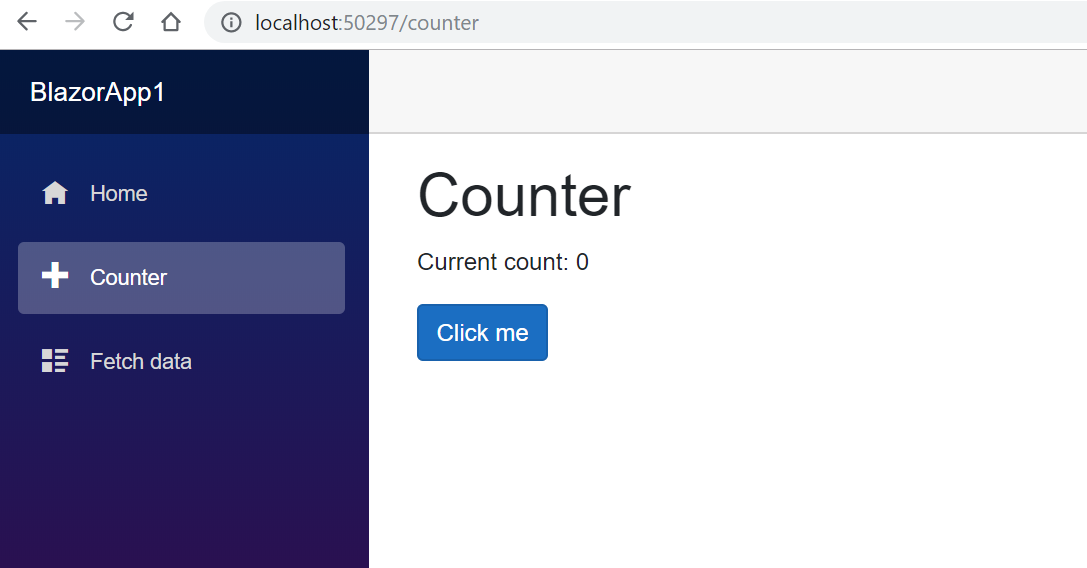 localhost:50297/counter
BlazorApp1
Home
Counter
Fetch data
Counter
Current count: 0
Click me